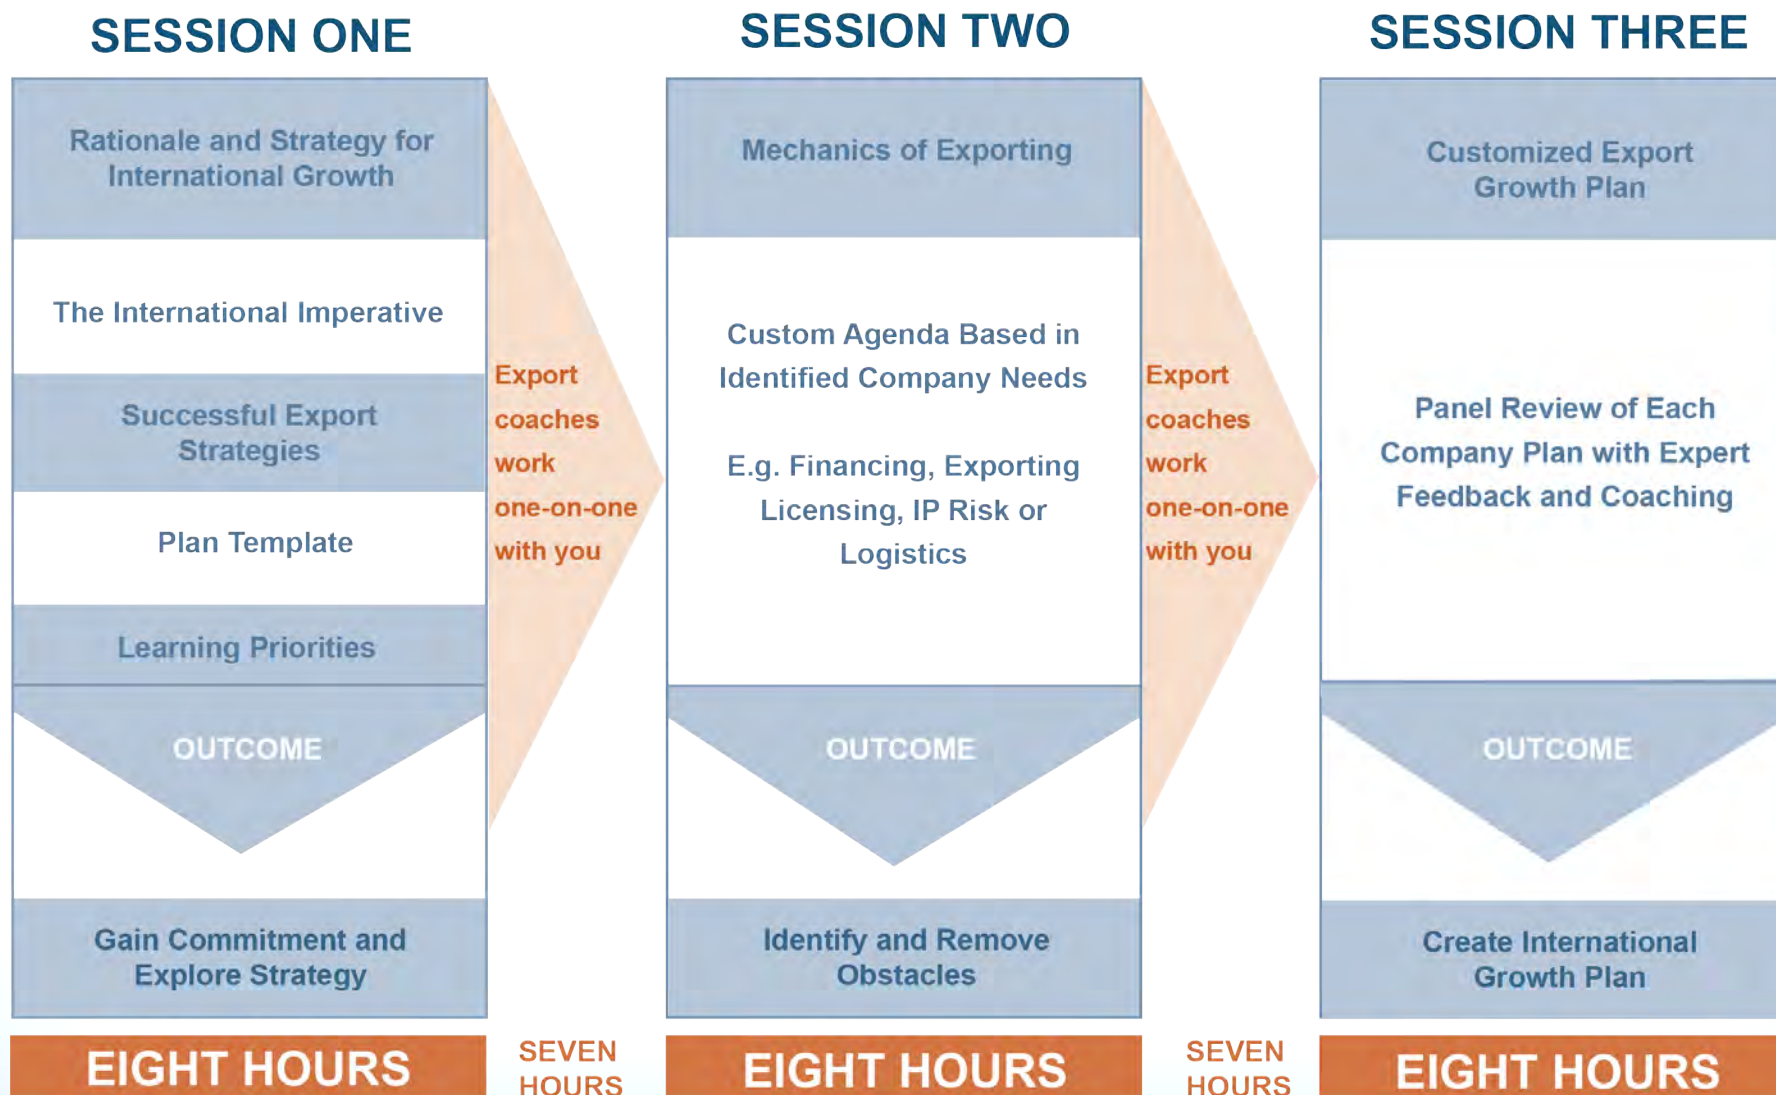 SESSION ONE
Rationale and Strategy for
International Growth
The International Imperative
Successful Export
Strategies
Plan Template
Learning Priorities
OUTCOME
Gain Commitment and
Explore Strategy
EIGHT HOURS
Export
coaches
work
one-on-one
with you
SEVEN
HOURS
SESSION TWO
Mechanics of Exporting
Custom Agenda Based in
Identified Company Needs
E.g. Financing, Exporting
Licensing, IP Risk or
Logistics
OUTCOME
Identify and Remove
Obstacles
EIGHT HOURS
Export
coaches
work
one-on-one
with you
SEVEN
HOURS
SESSION THREE
Customized Export
Growth Plan
Panel Review of Each
Company Plan with Expert
Feedback and Coaching
OUTCOME
Create International
Growth Plan
EIGHT HOURS